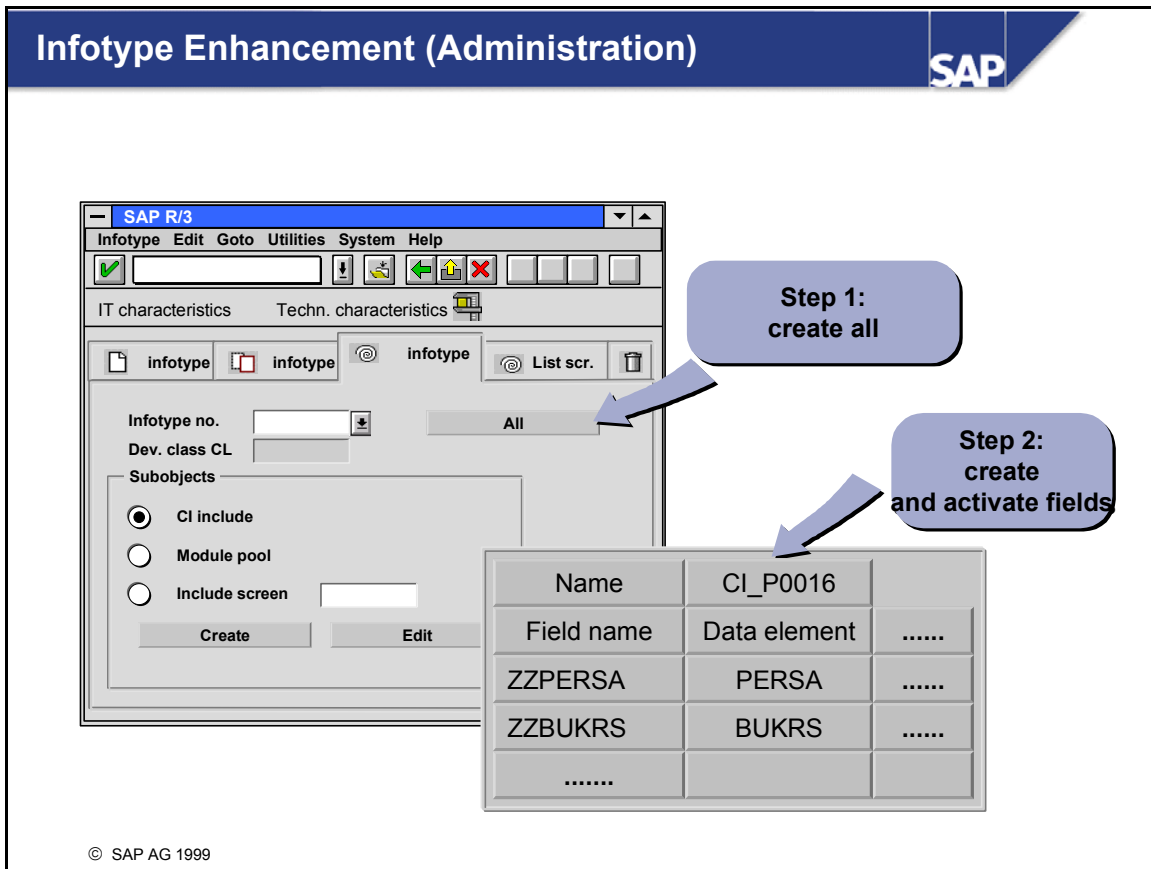 Infotype Enhancement (Administration)
SAP
SAP R/3
Infotype Edit Goto Utilities System Help
IT characteristics Techn. characteristics
infotype infotype infotype List scr.
Infotype no. All
Dev. class CL
Subobjects
CI include
Module pool
Include screen
Create Edit
Step 1:
create all
Step 2:
create
and activate fields
Name CI_P0016
Field name Data element ......
ZZPERSA PERSA ......
ZZBUKRS BUKRS ......
.......
© SAP AG 1999